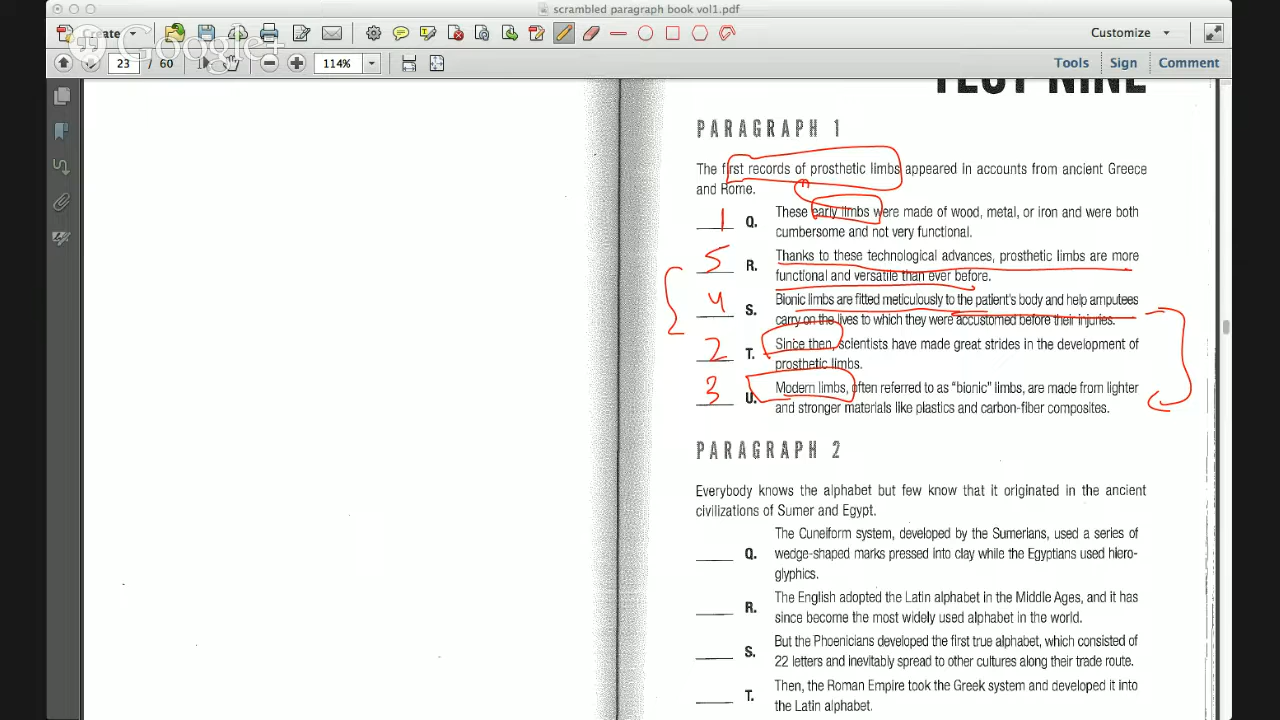 scrambled paragraph book vol1.pdf
Create
Google+
Customize
23 / 60
114%
Tools Sign Comment
TEST NINE
PARAGRAPH 1
The first records of prosthetic limbs appeared in accounts from ancient Greece
and Rome.
1 Q. These early limbs were made of wood, metal, or iron and were both
cumbersome and not very functional.
5 R. Thanks to these technological advances, prosthetic limbs are more
functional and versatile than ever before.
4 S. Bionic limbs are fitted meticulously to the patient's body and help amputees
carry on the lives to which they were accustomed before their injuries.
2 T. Since then, scientists have made great strides in the development of
prosthetic limbs.
3 U. Modern limbs, often referred to as "bionic" limbs, are made from lighter
and stronger materials like plastics and carbon-fiber composites.
PARAGRAPH 2
Everybody knows the alphabet but few know that it originated in the ancient
civilizations of Sumer and Egypt.
Q. The Cuneiform system, developed by the Sumerians, used a series of
wedge-shaped marks pressed into clay while the Egyptians used hiero-
glyphics.
R. The English adopted the Latin alphabet in the Middle Ages, and it has
since become the most widely used alphabet in the world.
S. But the Phoenicians developed the first true alphabet, which consisted of
22 letters and inevitably spread to other cultures along their trade route.
T. Then, the Roman Empire took the Greek system and developed it into
the Latin alphabet.